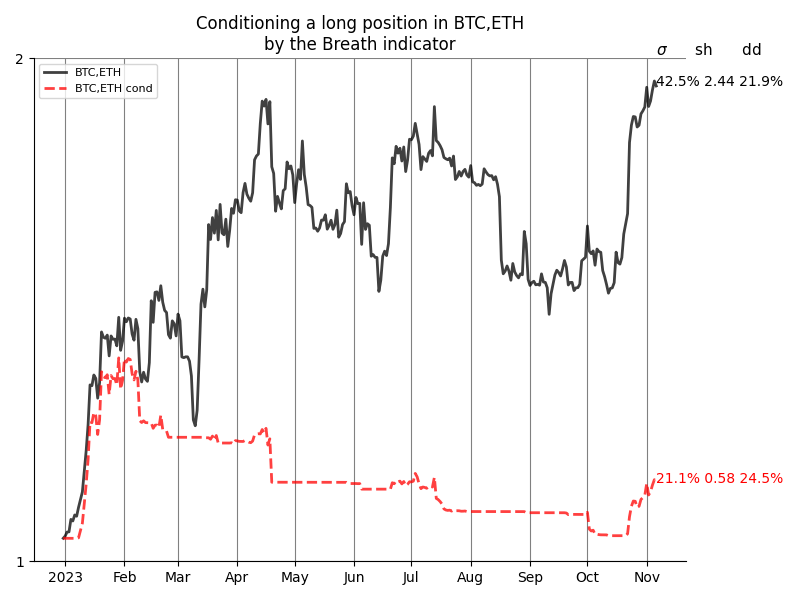 Conditioning a long position in BTC,ETH
by the Breath indicator
σ sh dd
2
BTC,ETH
BTC,ETH cond
42.5% 2.44 21.9%
21.1% 0.58 24.5%
1
2023 Feb Mar Apr May Jun Jul Aug Sep Oct Nov